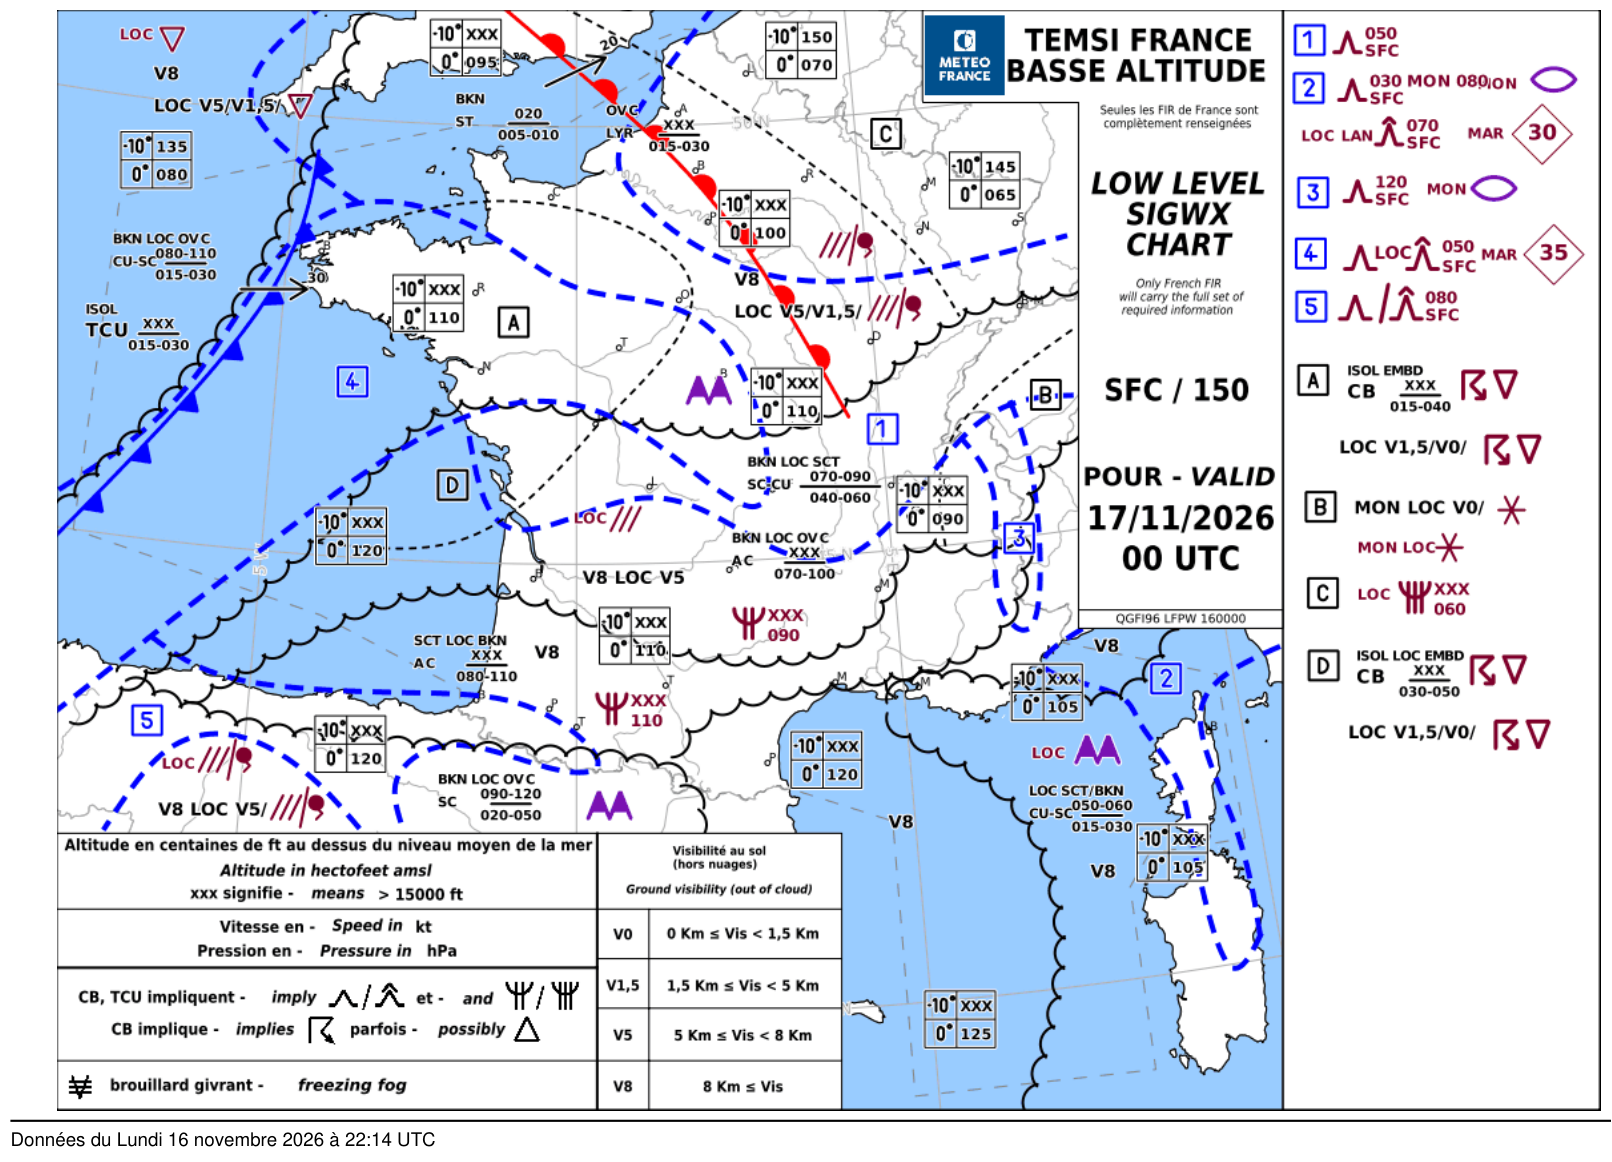 LOC
V8
LOC V5/V1,5/
-10° 135
0° 080
BKN LOC OVC
CU-SC 080-110
015-030
ISOL
TCU XXX
015-030
-10° XXX
0° 095
BKN
ST 020
005-010
20
OVC
LYR XXX
015-030
-10° 150
0° 070
50°N
C
-10° 145
0° 065
-10° XXX
0° 100
V8
LOC V5/V1,5/
30
-10° XXX
0° 110
A
4
-10° XXX
0° 110
B
1
D
BKN LOC SCT
SC-CU 070-090
040-060
-10° XXX
0° 090
3
-10° XXX
0° 120
LOC
BKN LOC OVC
AC XXX
070-100
V8 LOC V5
XXX
090
-10° XXX
0° 110
SCT LOC BKN
AC XXX
080-110
V8
XXX
110
5
LOC
V8 LOC V5/
-10° XXX
0° 120
BKN LOC OVC
SC 090-120
020-050
-10° XXX
0° 120
V8
-10° XXX
0° 105
V8
2
LOC
LOC SCT/BKN
CU-SC 050-060
015-030
V8
-10° XXX
0° 105
-10° XXX
0° 125
METEO
FRANCE
TEMSI FRANCE
BASSE ALTITUDE
Seules les FIR de France sont
complètement renseignées
LOW LEVEL
SIGWX
CHART
Only French FIR
will carry the full set of
required information
SFC / 150
POUR - VALID
17/11/2026
00 UTC
QGFI96 LFPW 160000
1 050
SFC
2 030 MON 080 MON
SFC
LOC LAN 070 MAR 30
SFC
3 120 MON
SFC
4 LOC 050 MAR 35
SFC
5 / 080
SFC
A ISOL EMBD
CB XXX
015-040
LOC V1,5/V0/
B MON LOC V0/
MON LOC
C LOC XXX
060
D ISOL LOC EMBD
CB XXX
030-050
LOC V1,5/V0/
Altitude en centaines de ft au dessus du niveau moyen de la mer
Altitude in hectofeet amsl
xxx signifie - means > 15000 ft
Vitesse en - Speed in kt
Pression en - Pressure in hPa
CB, TCU impliquent - imply / et - and /
CB implique - implies parfois - possibly
brouillard givrant - freezing fog
Visibilité au sol
(hors nuages)
Ground visibility (out of cloud)
V0 0 Km ≤ Vis < 1,5 Km
V1,5 1,5 Km ≤ Vis < 5 Km
V5 5 Km ≤ Vis < 8 Km
V8 8 Km ≤ Vis
Données du Lundi 16 novembre 2026 à 22:14 UTC